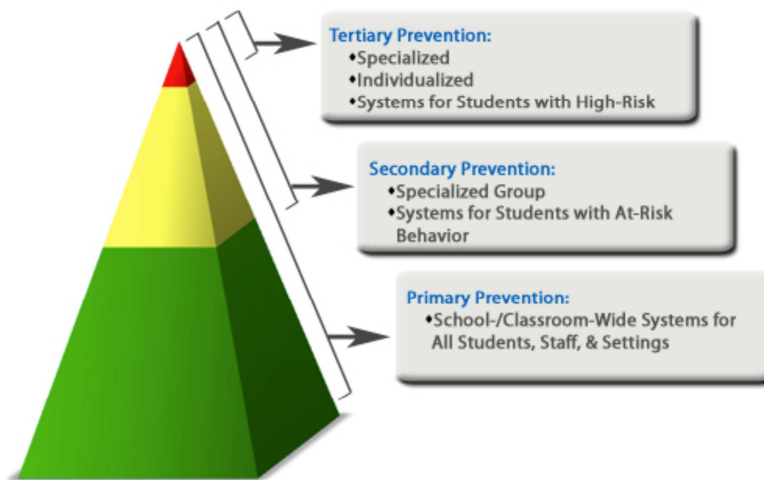 Tertiary Prevention:
♦Specialized
♦Individualized
♦Systems for Students with High-Risk
Secondary Prevention:
♦Specialized Group
♦Systems for Students with At-Risk
Behavior
Primary Prevention:
♦School-/Classroom-Wide Systems for
All Students, Staff, & Settings